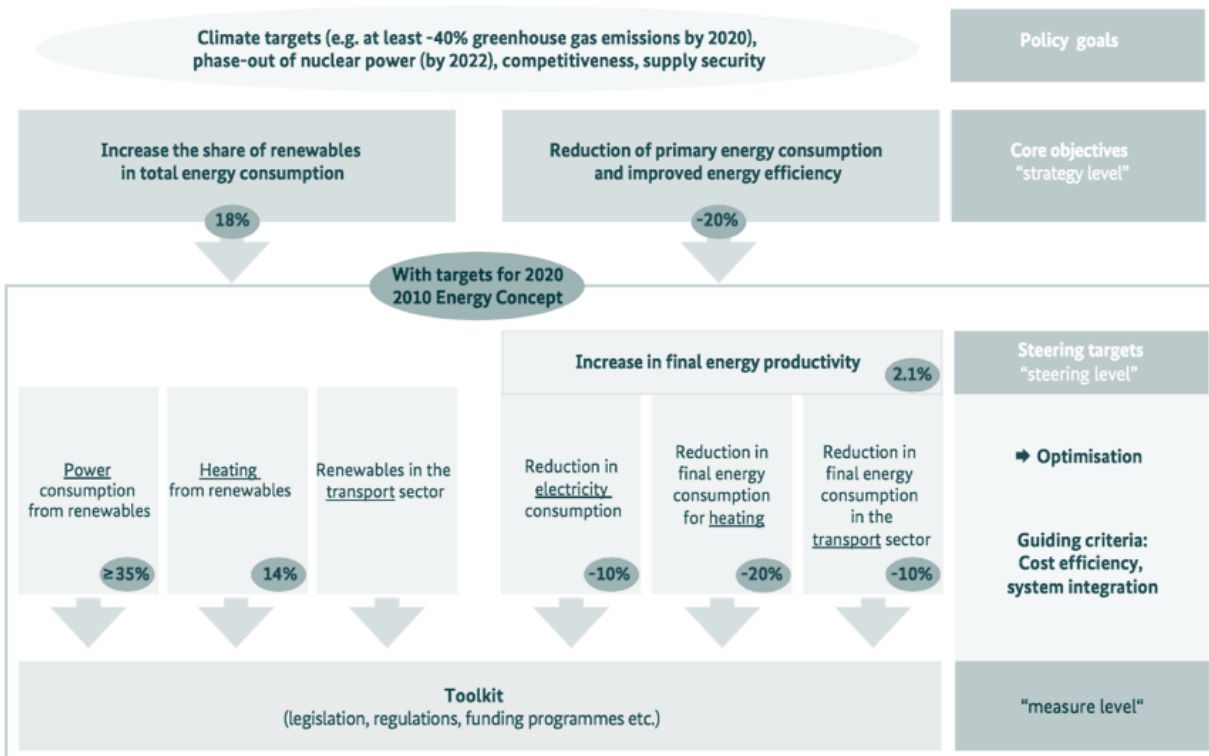 Climate targets (e.g. at least -40% greenhouse gas emissions by 2020),
phase-out of nuclear power (by 2022), competitiveness, supply security
Policy goals
Increase the share of renewables
in total energy consumption
18%
Reduction of primary energy consumption
and improved energy efficiency
-20%
Core objectives
“strategy level”
With targets for 2020
2010 Energy Concept
Increase in final energy productivity
2.1%
Steering targets
“steering level”
Power
consumption
from renewables
≥35%
Heating
from renewables
14%
Renewables in the
transport sector
Reduction in
electricity
consumption
-10%
Reduction in
final energy
consumption
for heating
-20%
Reduction in
final energy
consumption
in the
transport sector
-10%
➡ Optimisation
Guiding criteria:
Cost efficiency,
system integration
Toolkit
(legislation, regulations, funding programmes etc.)
“measure level“